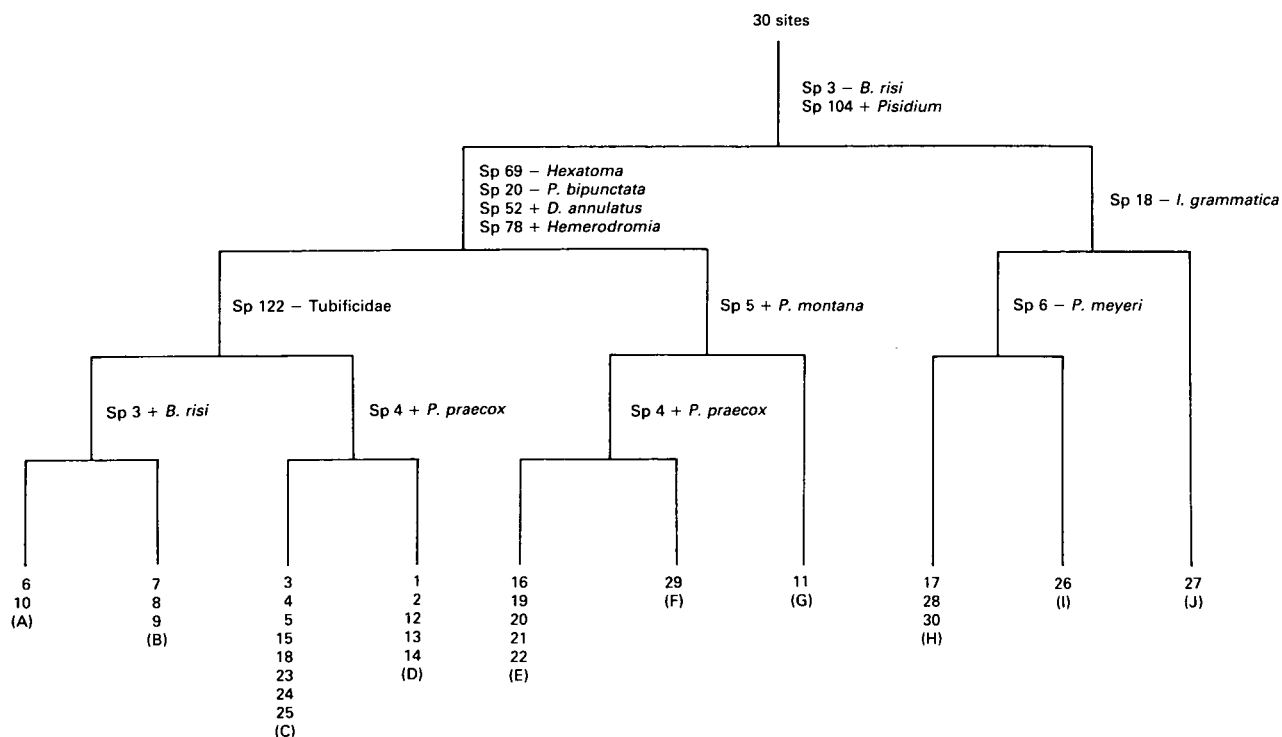 30 sites
Sp 3 − B. risi
Sp 104 + Pisidium
Sp 69 − Hexatoma
Sp 20 − P. bipunctata
Sp 52 + D. annulatus
Sp 78 + Hemerodromia
Sp 18 − I. grammatica
Sp 122 − Tubificidae
Sp 5 + P. montana
Sp 6 − P. meyeri
Sp 3 + B. risi
Sp 4 + P. praecox
Sp 4 + P. praecox
6
10
(A)
7
8
9
(B)
3
4
5
15
18
23
24
25
(C)
1
2
12
13
14
(D)
16
19
20
21
22
(E)
29
(F)
11
(G)
17
28
30
(H)
26
(I)
27
(J)